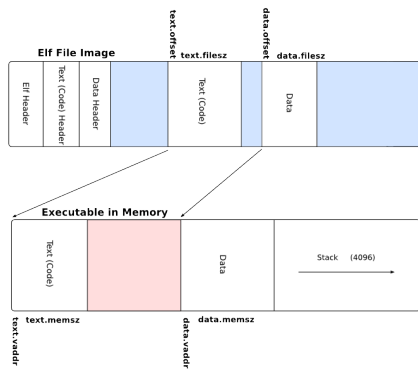 Elf File Image
text.offset
text.filesz
data.offset
data.filesz
Elf Header
Text (Code) Header
Data Header
Text (Code)
Data
Executable in Memory
Text (Code)
Data
Stack (4096)
text.vaddr
text.memsz
data.vaddr
data.memsz